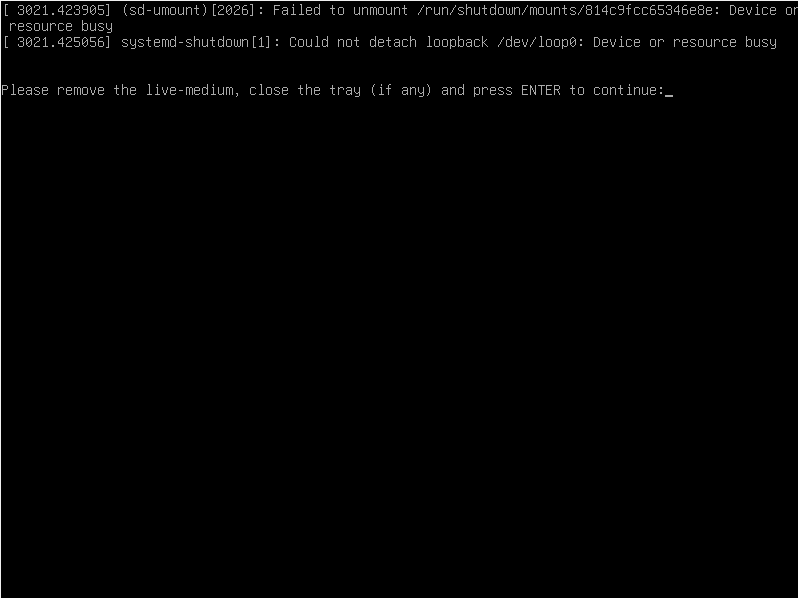 [ 3021.423905] (sd-umount)[2026]: Failed to unmount /run/shutdown/mounts/814c9fcc65346e8e: Device or
 resource busy
[ 3021.425056] systemd-shutdown[1]: Could not detach loopback /dev/loop0: Device or resource busy
Please remove the live-medium, close the tray (if any) and press ENTER to continue:_